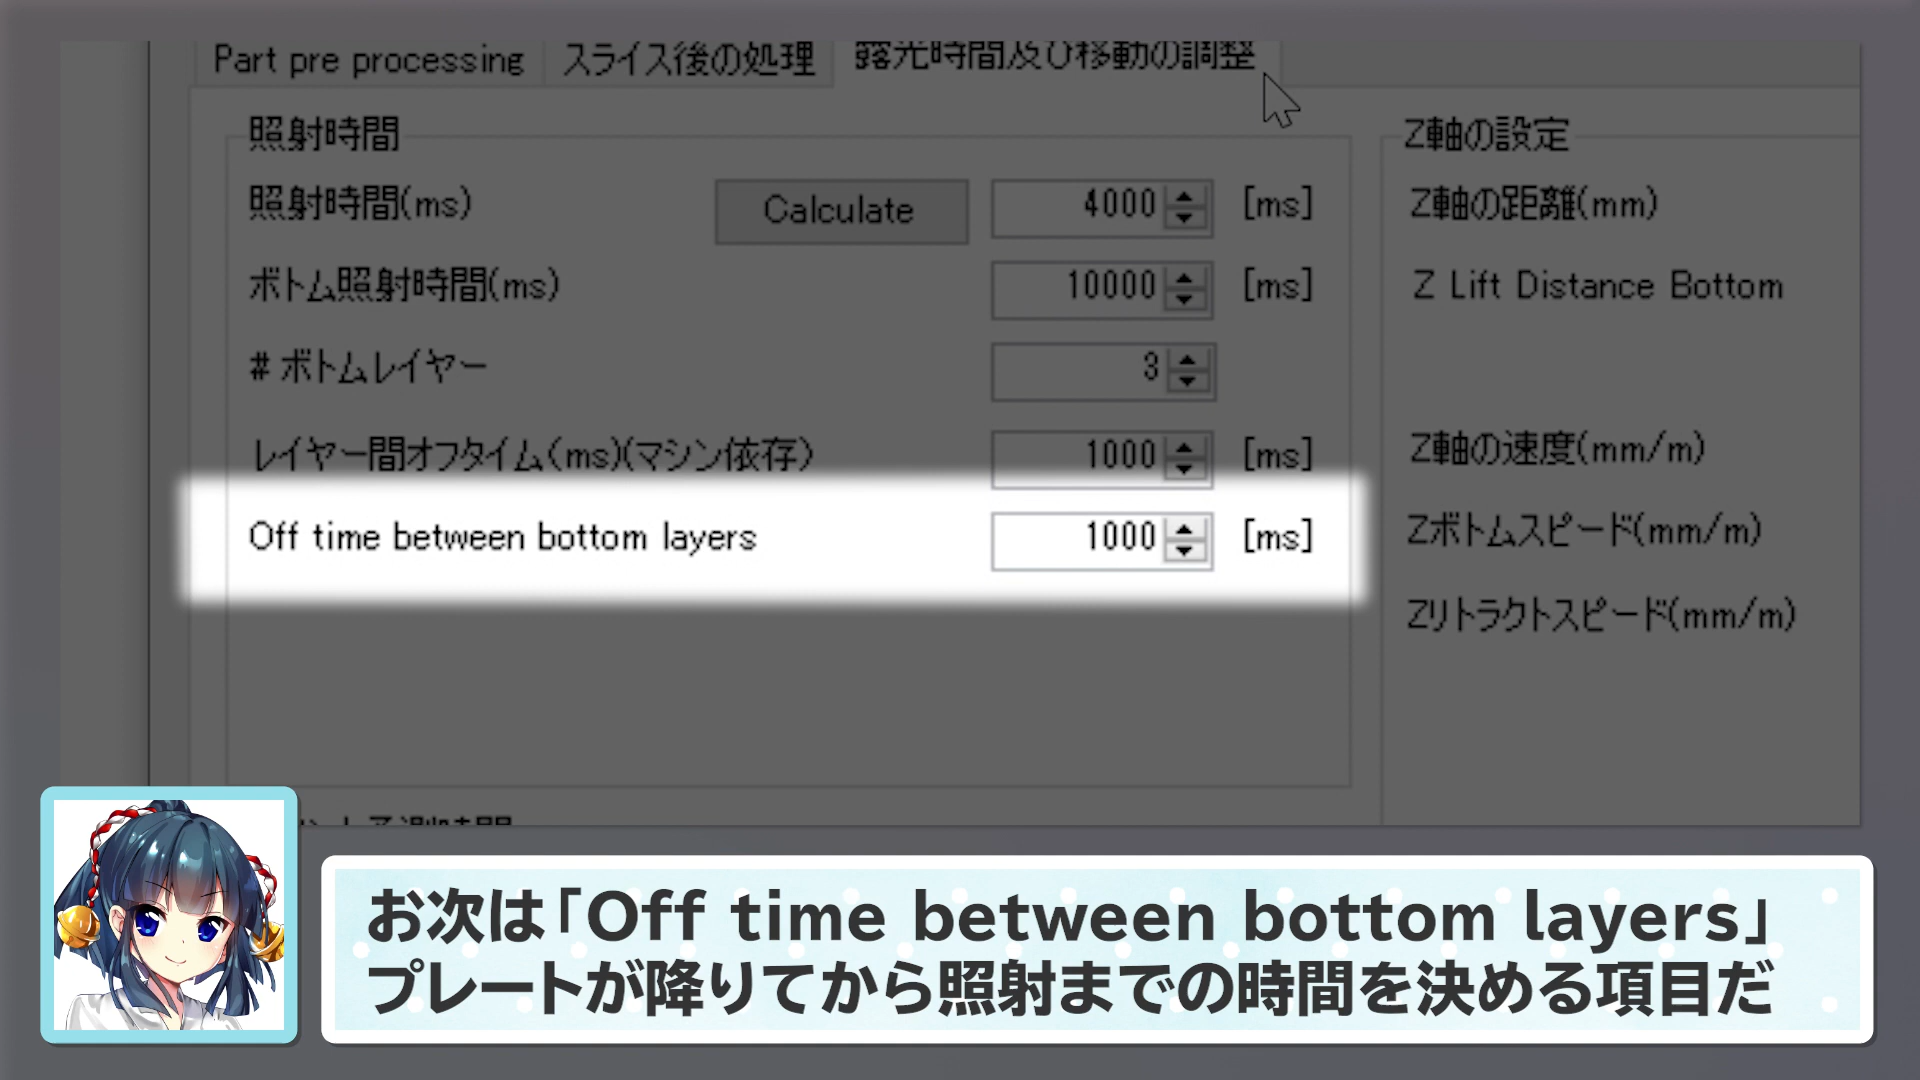 Part pre processing スライス後の処理 露光時間及び移動の調整
照射時間
照射時間(ms) Calculate 4000 [ms]
ボトム照射時間(ms) 10000 [ms]
# ボトムレイヤー 3
レイヤー間オフタイム(ms)(マシン依存) 1000 [ms]
Off time between bottom layers 1000 [ms]
Z軸の設定
Z軸の距離(mm)
Z Lift Distance Bottom
Z軸の速度(mm/m)
Zボトムスピード(mm/m)
Zリトラクトスピード(mm/m)
お次は「Off time between bottom layers」
プレートが降りてから照射までの時間を決める項目だ